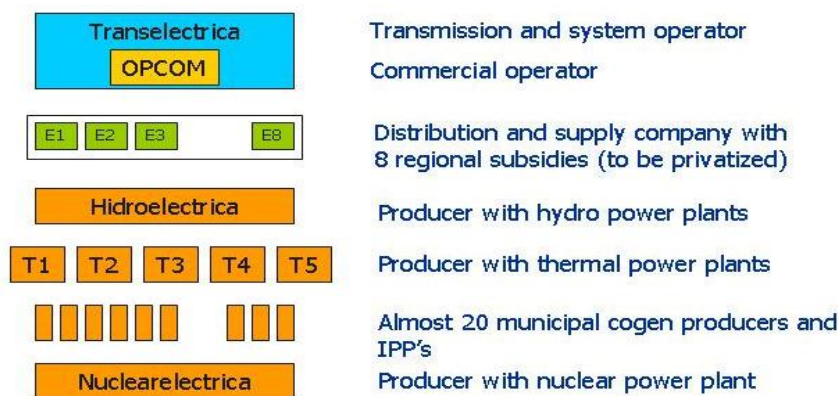 Transelectrica
Transmission and system operator
OPCOM
Commercial operator
E1 E2 E3 E8
Distribution and supply company with
8 regional subsidies (to be privatized)
Hidroelectrica
Producer with hydro power plants
T1 T2 T3 T4 T5
Producer with thermal power plants
Almost 20 municipal cogen producers and
IPP's
Nuclearelectrica
Producer with nuclear power plant